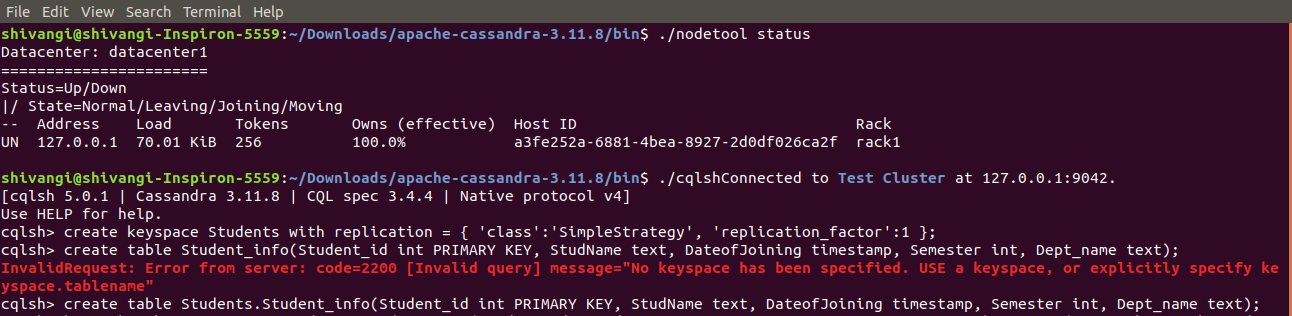 File Edit View Search Terminal Help
shivangi@shivangi-Inspiron-5559:~/Downloads/apache-cassandra-3.11.8/bin$ ./nodetool status
Datacenter: datacenter1
=======================
Status=Up/Down
|/ State=Normal/Leaving/Joining/Moving
--  Address    Load       Tokens       Owns (effective)  Host ID                               Rack
UN  127.0.0.1  70.01 KiB  256          100.0%            a3fe252a-6881-4bea-8927-2d0df026ca2f  rack1
shivangi@shivangi-Inspiron-5559:~/Downloads/apache-cassandra-3.11.8/bin$ ./cqlshConnected to Test Cluster at 127.0.0.1:9042.
[cqlsh 5.0.1 | Cassandra 3.11.8 | CQL spec 3.4.4 | Native protocol v4]
Use HELP for help.
cqlsh> create keyspace Students with replication = { 'class':'SimpleStrategy', 'replication_factor':1 };
cqlsh> create table Student_info(Student_id int PRIMARY KEY, StudName text, DateofJoining timestamp, Semester int, Dept_name text);
InvalidRequest: Error from server: code=2200 [Invalid query] message="No keyspace has been specified. USE a keyspace, or explicitly specify ke
yspace.tablename"
cqlsh> create table Students.Student_info(Student_id int PRIMARY KEY, StudName text, DateofJoining timestamp, Semester int, Dept_name text);